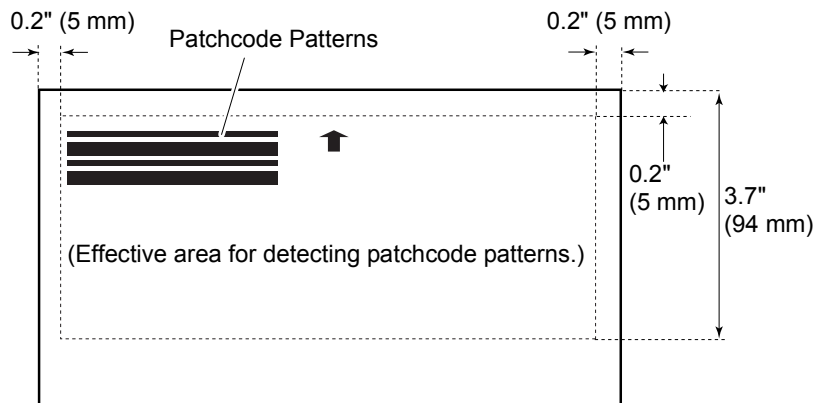 0.2" (5 mm)
0.2" (5 mm)
Patchcode Patterns
0.2"
(5 mm)
3.7"
(94 mm)
(Effective area for detecting patchcode patterns.)